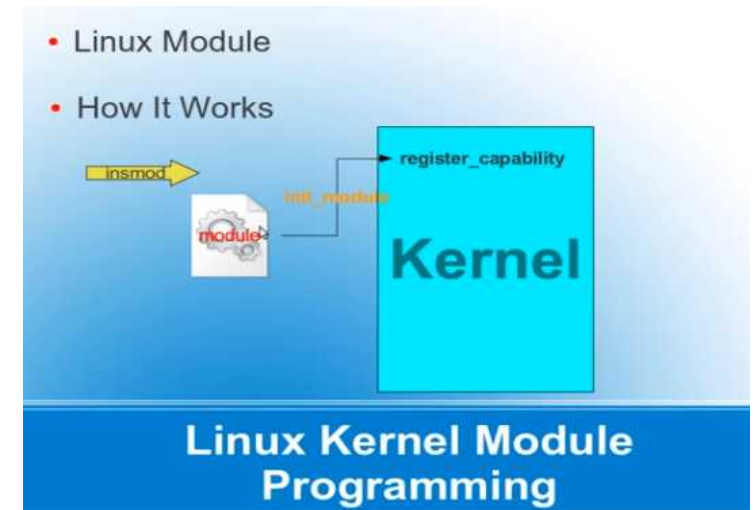 Linux Module
How It Works
insmod
register_capability
init_module
module
Kernel
Linux Kernel Module
Programming